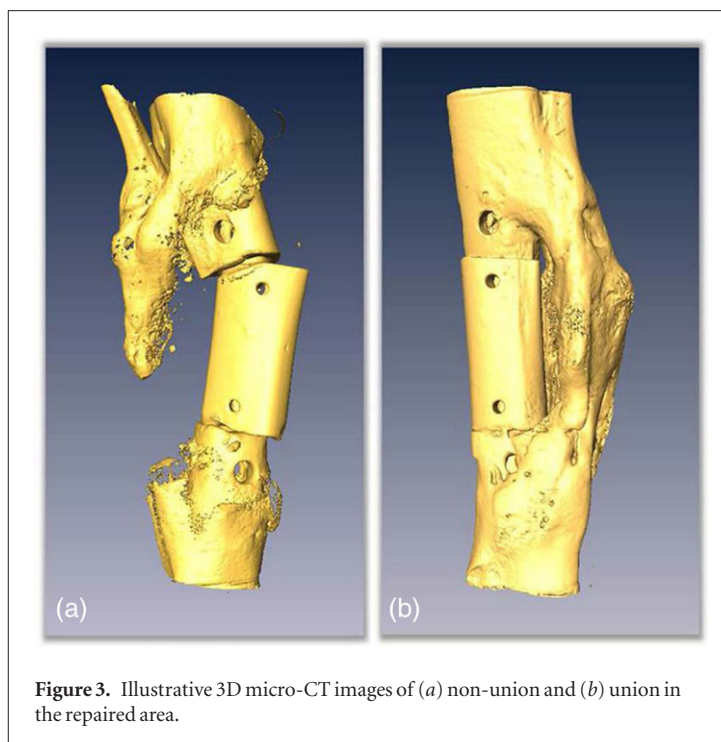 (a)
(b)
Figure 3. Illustrative 3D micro-CT images of (a) non-union and (b) union in
the repaired area.